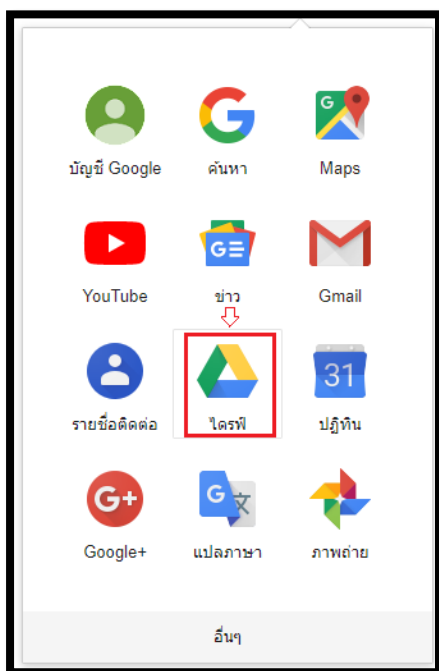 บัญชี Google
ค้นหา
Maps
YouTube
ข่าว
Gmail
31
รายชื่อติดต่อ
ไดรฟ์
ปฏิทิน
G+
Google+
แปลภาษา
ภาพถ่าย
อื่นๆ